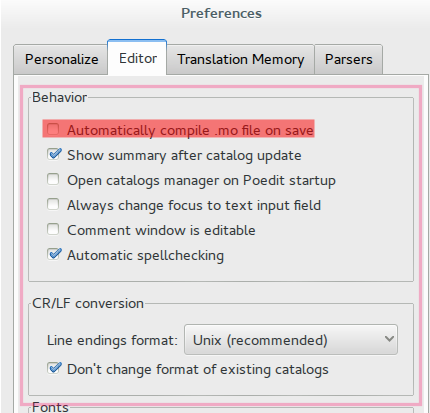 Preferences
Personalize Editor Translation Memory Parsers
Behavior
Automatically compile .mo file on save
Show summary after catalog update
Open catalogs manager on Poedit startup
Always change focus to text input field
Comment window is editable
Automatic spellchecking
CR/LF conversion
Line endings format: Unix (recommended)
Don't change format of existing catalogs
Fonts